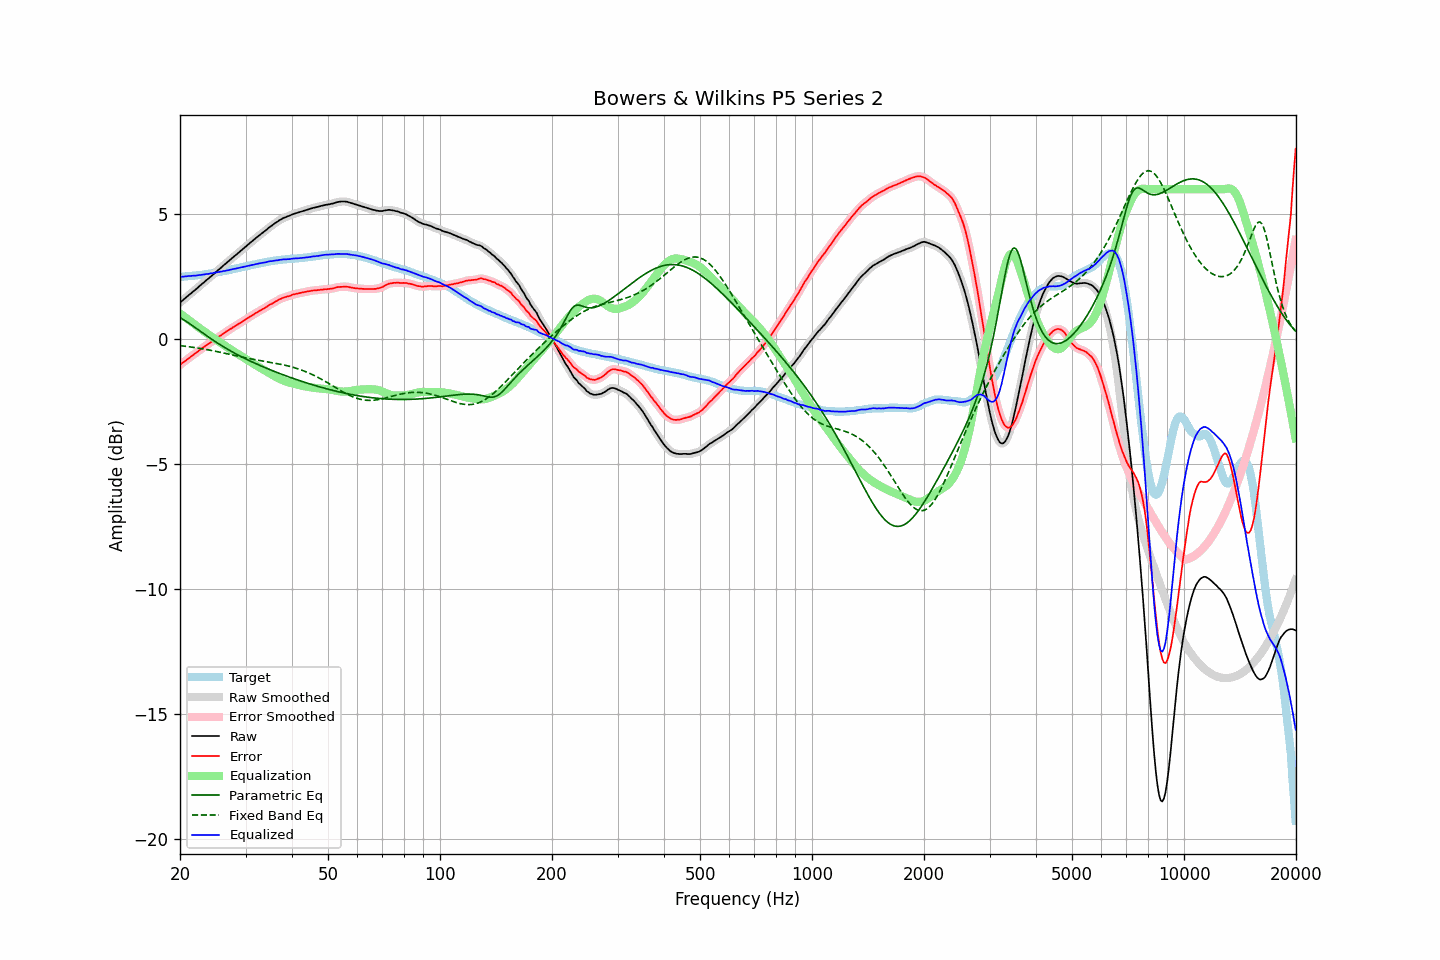 Bowers & Wilkins P5 Series 2
Amplitude (dBr)
5
0
−5
−10
−15
−20
Target
Raw Smoothed
Error Smoothed
Raw
Error
Equalization
Parametric Eq
Fixed Band Eq
Equalized
20 50 100 200 500 1000 2000 5000 10000 20000
Frequency (Hz)